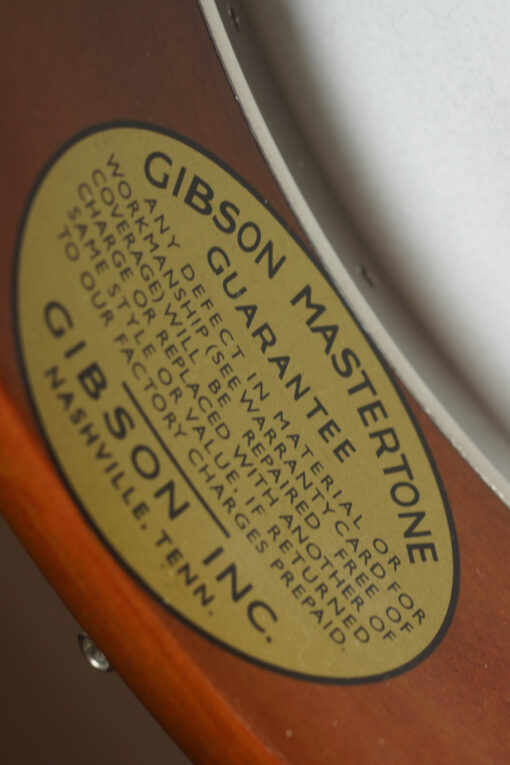 GIBSON MASTERTONE
GUARANTEE
ANY DEFECT IN MATERIAL OR
WORKMANSHIP (SEE WARRANTY CARD FOR
COVERAGE) WILL BE REPAIRED FREE OF
CHARGE OR REPLACED WITH ANOTHER OF
SAME STYLE OR VALUE, IF RETURNED
TO OUR FACTORY CHARGES PREPAID.
GIBSON INC.
NASHVILLE, TENN.